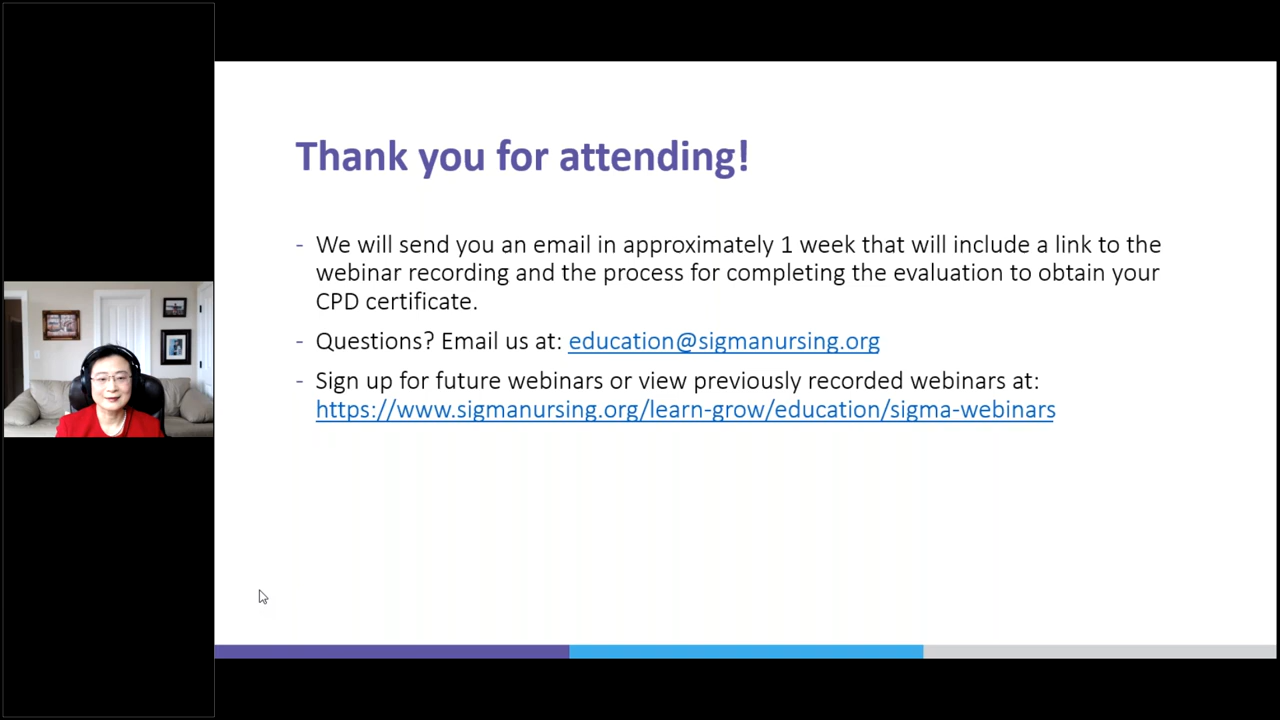 Thank you for attending!
- We will send you an email in approximately 1 week that will include a link to the
webinar recording and the process for completing the evaluation to obtain your
CPD certificate.
- Questions? Email us at: education@sigmanursing.org
- Sign up for future webinars or view previously recorded webinars at:
https://www.sigmanursing.org/learn-grow/education/sigma-webinars